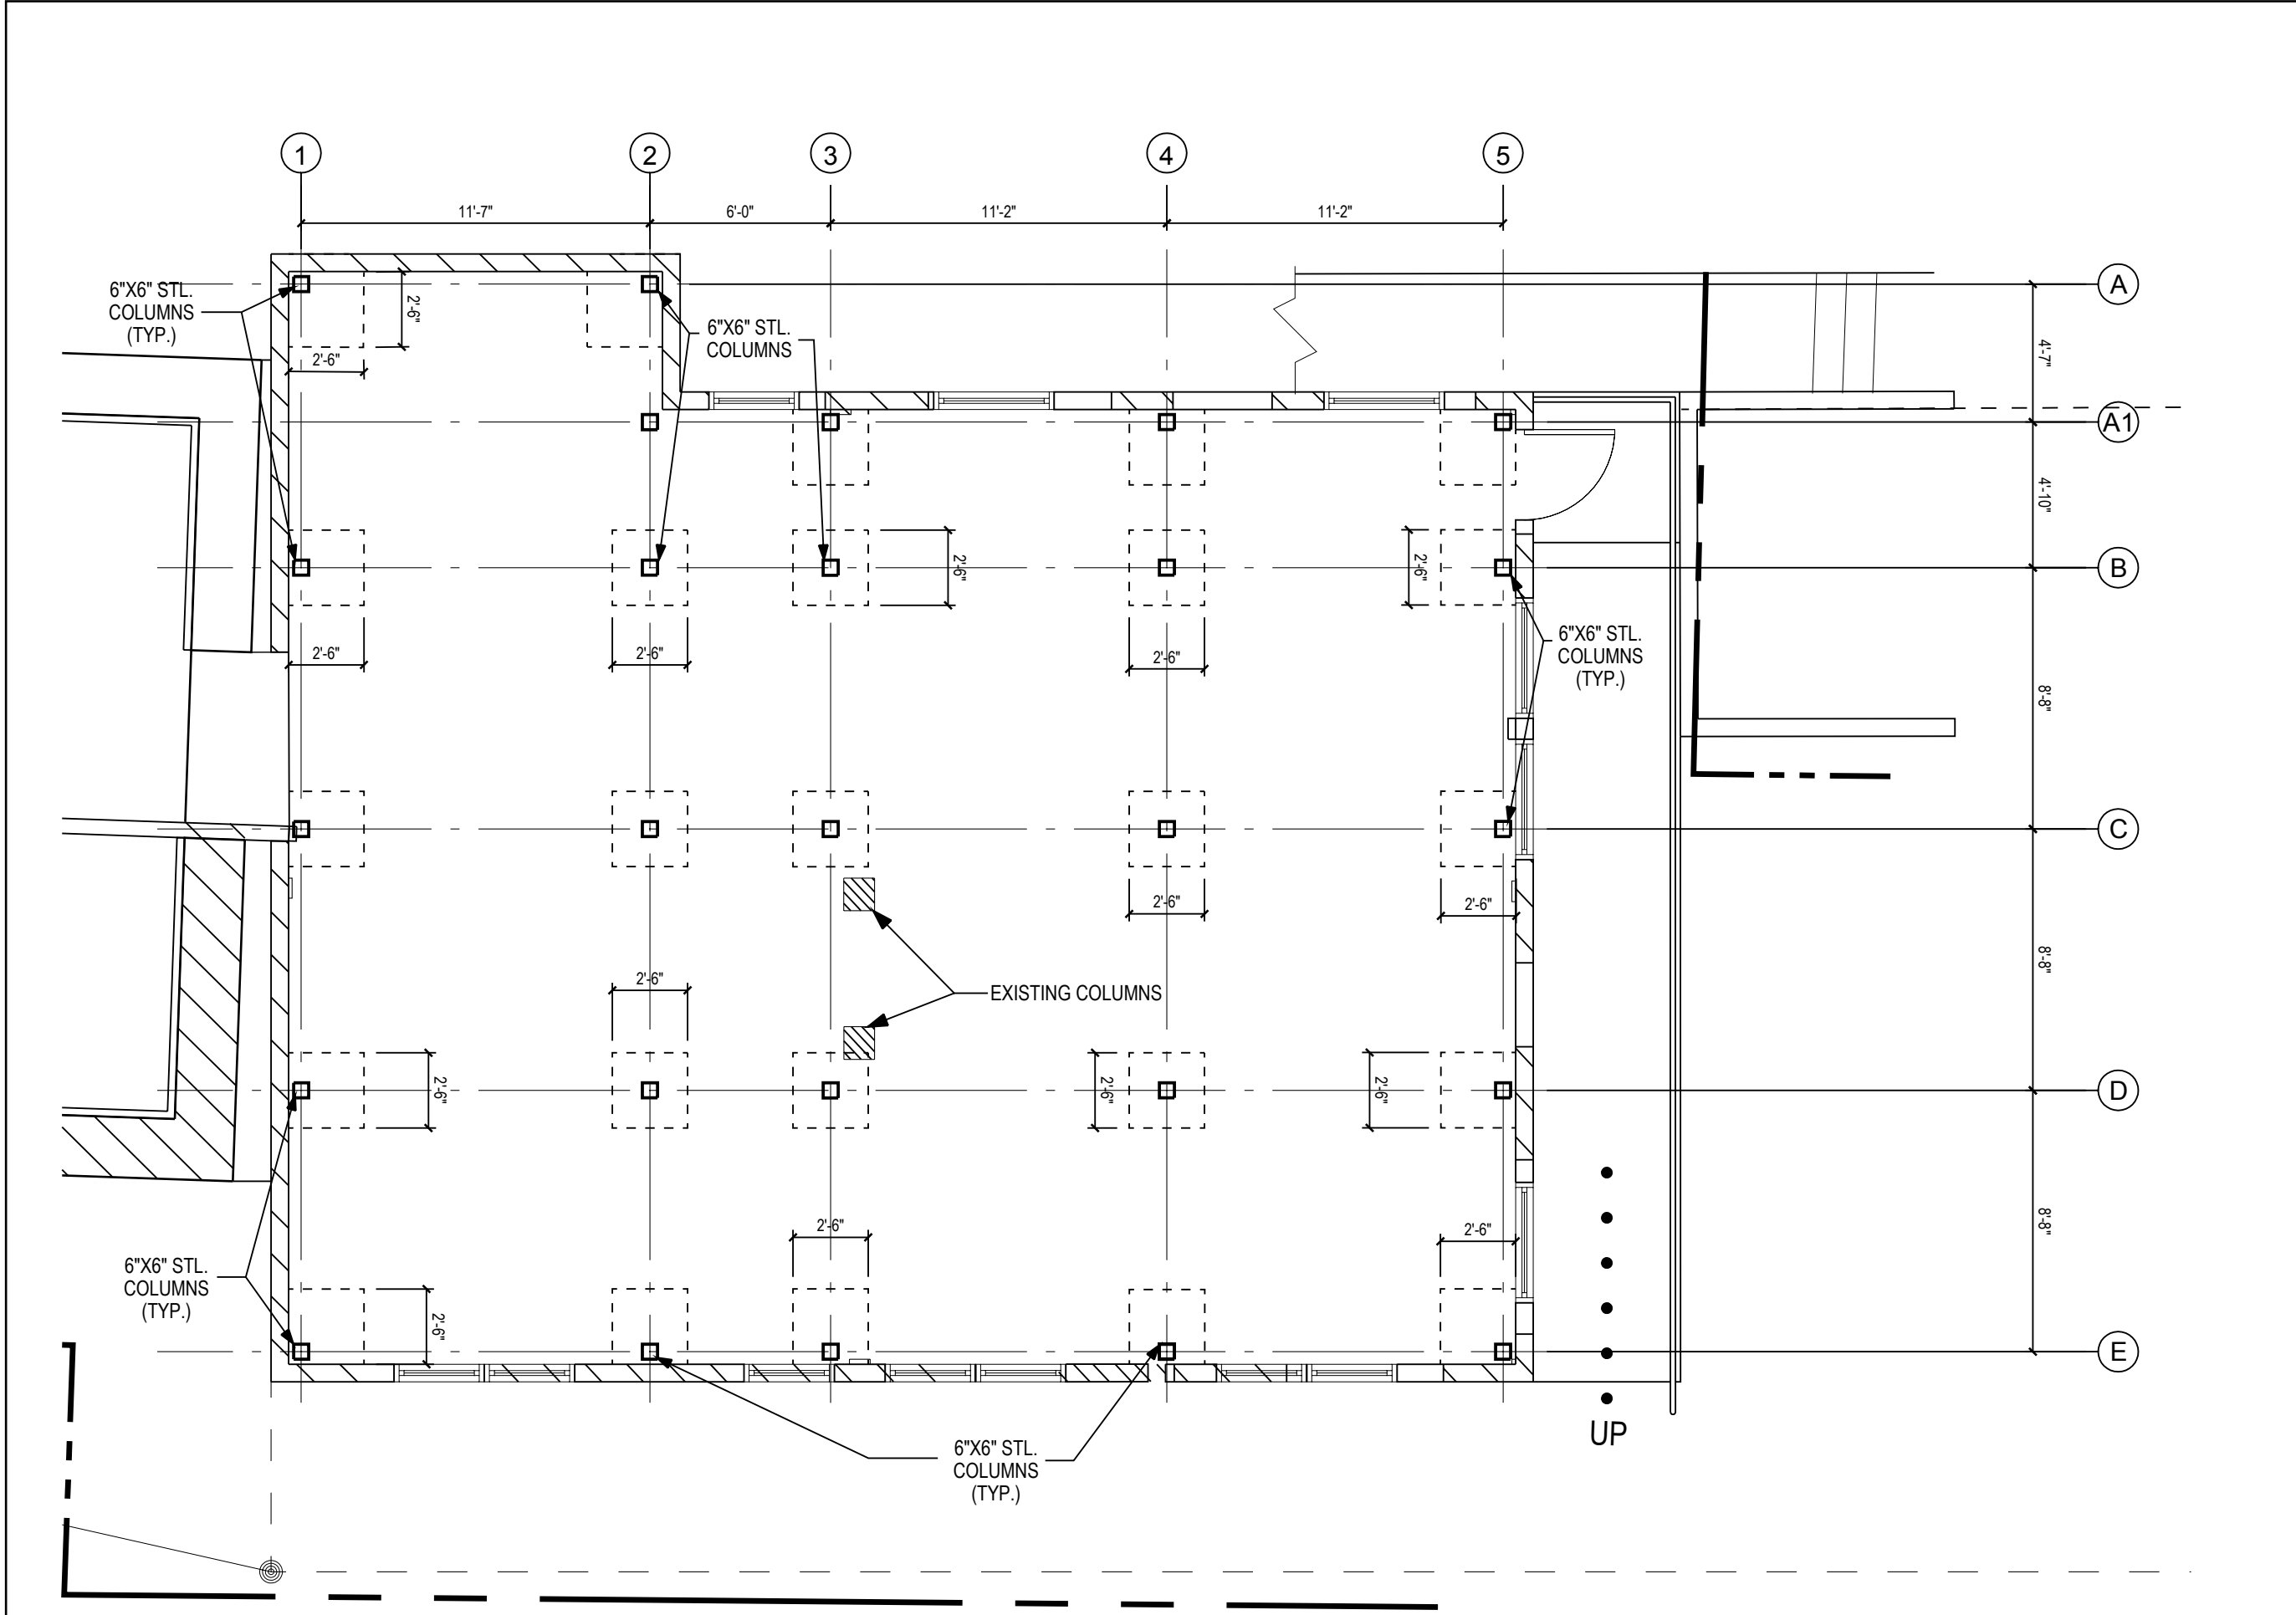 1
2
3
4
5
11'-7"
6'-0"
11'-2"
11'-2"
A
6"X6" STL.
COLUMNS
(TYP.)
2'-6"
6"X6" STL.
COLUMNS
2'-6"
4'-7"
A1
4'-10"
B
2'-6"
2'-6"
2'-6"
2'-6"
2'-6"
6"X6" STL.
COLUMNS
(TYP.)
8'-8"
C
2'-6"
2'-6"
8'-8"
2'-6"
EXISTING COLUMNS
2'-6"
2'-6"
2'-6"
D
2'-6"
2'-6"
8'-8"
6"X6" STL.
COLUMNS
(TYP.)
2'-6"
E
UP
6"X6" STL.
COLUMNS
(TYP.)